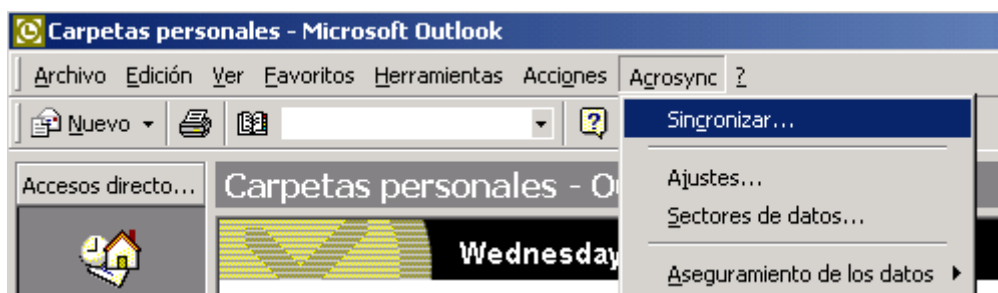 Carpetas personales - Microsoft Outlook
Archivo Edición Ver Favoritos Herramientas Acciones Agrosync ?
Nuevo
Sincronizar...
Accesos directo... Carpetas personales - O
Ajustes...
Sectores de datos...
Wednesday
Aseguramiento de los datos